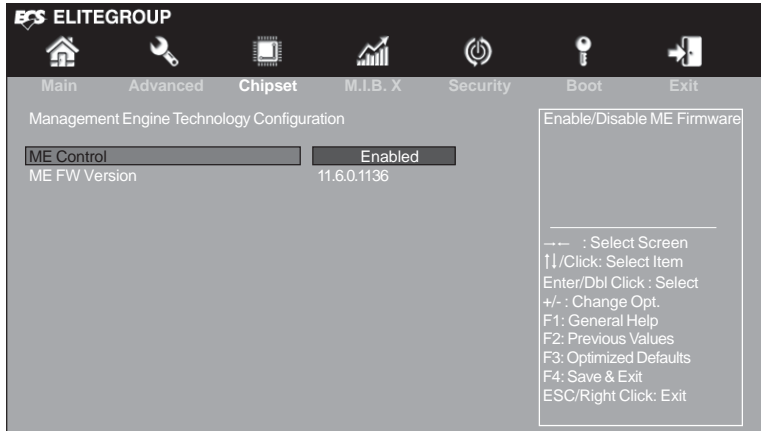 ECS ELITEGROUP
Main Advanced Chipset M.I.B. X Security Boot Exit
Management Engine Technology Configuration
ME Control Enabled
ME FW Version 11.6.0.1136
Enable/Disable ME Firmware
→← : Select Screen
↑↓/Click: Select Item
Enter/Dbl Click : Select
+/- : Change Opt.
F1: General Help
F2: Previous Values
F3: Optimized Defaults
F4: Save & Exit
ESC/Right Click: Exit